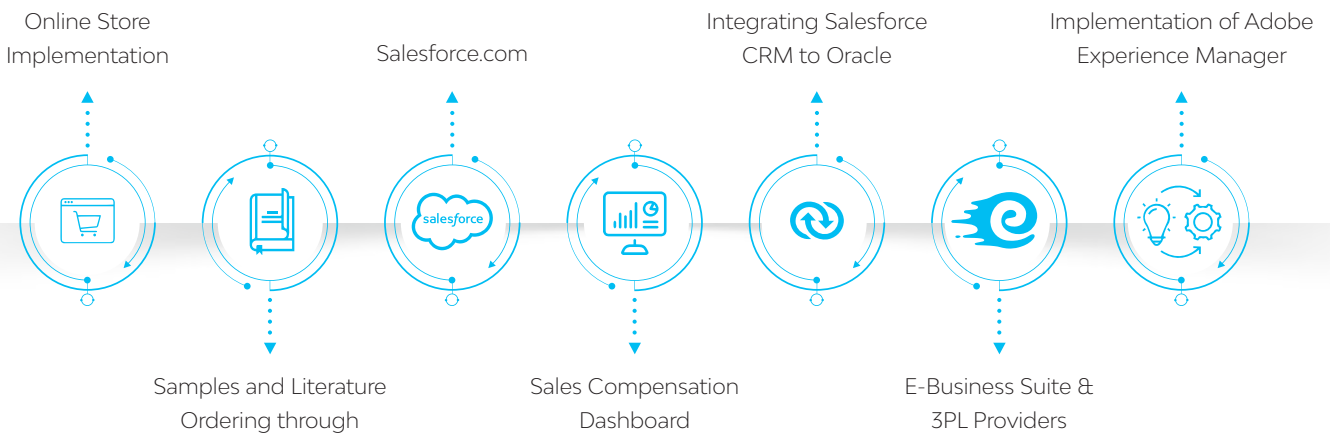 Online Store
Implementation
Samples and Literature
Ordering through
Salesforce.com
salesforce
Sales Compensation
Dashboard
Integrating Salesforce
CRM to Oracle
E-Business Suite &
3PL Providers
Implementation of Adobe
Experience Manager